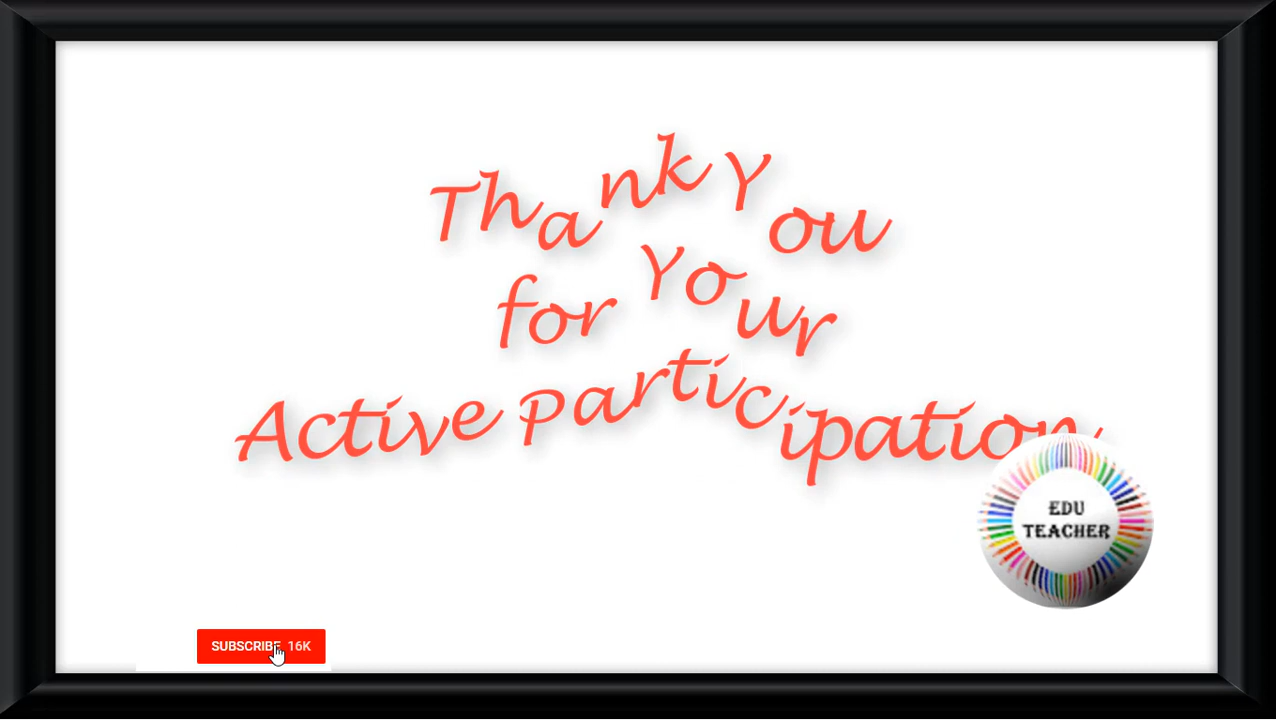 Thank You
for Your
Active participation
EDU
TEACHER
SUBSCRIBE 16K